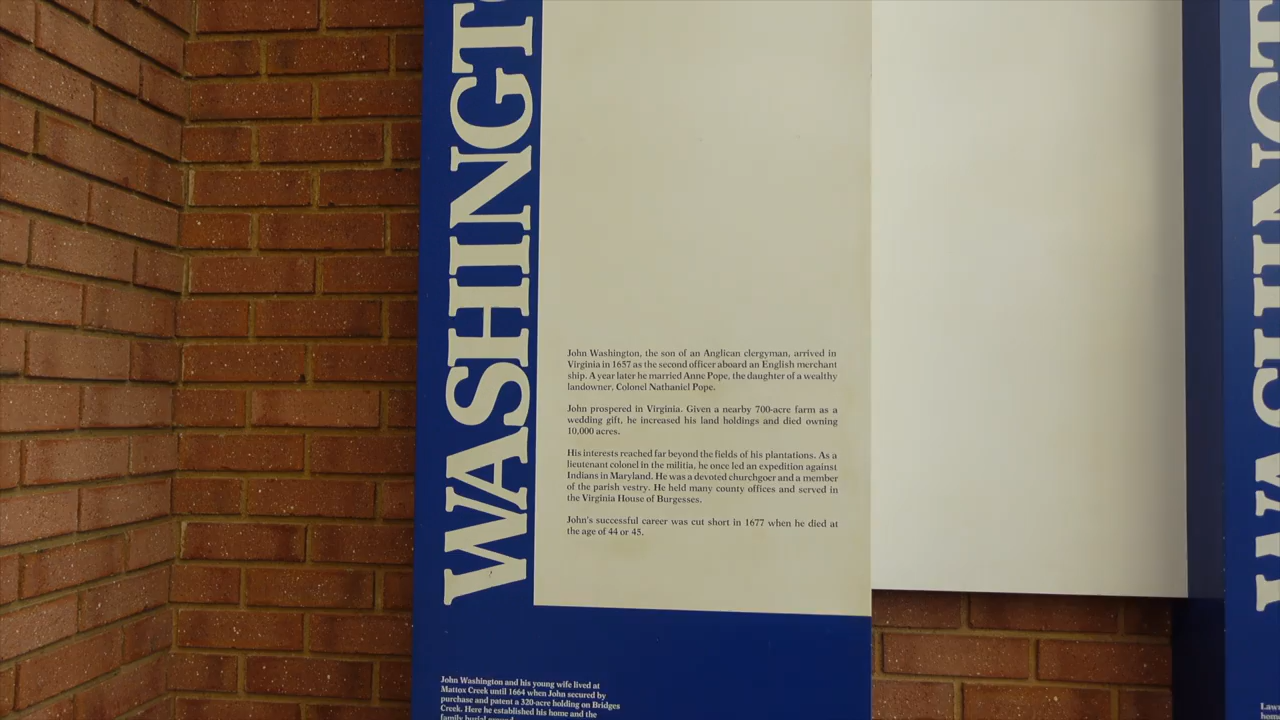 WASHINGT
John Washington, the son of an Anglican clergyman, arrived in
Virginia in 1657 as the second officer aboard an English merchant
ship. A year later he married Anne Pope, the daughter of a wealthy
landowner, Colonel Nathaniel Pope.
John prospered in Virginia. Given a nearby 700-acre farm as a
wedding gift, he increased his land holdings and died owning
10,000 acres.
His interests reached far beyond the fields of his plantations. As a
lieutenant colonel in the militia, he once led an expedition against
Indians in Maryland. He was a devoted churchgoer and a member
of the parish vestry. He held many county offices and served in
the Virginia House of Burgesses.
John's successful career was cut short in 1677 when he died at
the age of 44 or 45.
John Washington and his young wife lived at
Mattox Creek until 1664 when John secured by
purchase and patent a 320-acre holding on Bridges
Creek. Here he established his home and the
family burial